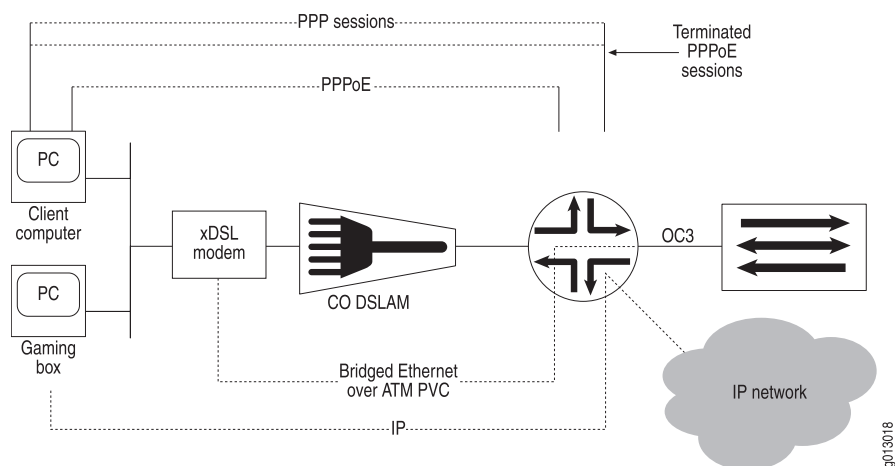 PPP sessions
Terminated
PPPoE
sessions
PPPoE
PC
Client
computer
xDSL
modem
CO DSLAM
OC3
PC
Gaming
box
Bridged Ethernet
over ATM PVC
IP network
IP
g013018